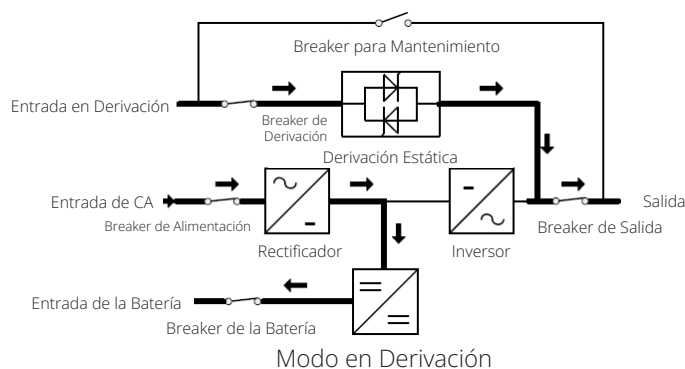 Breaker para Mantenimiento
Entrada en Derivación
Breaker de
Derivación
Derivación Estática
Entrada de CA
Salida
Breaker de Alimentación
Breaker de Salida
Rectificador
Inversor
Entrada de la Batería
Breaker de la Batería
Modo en Derivación